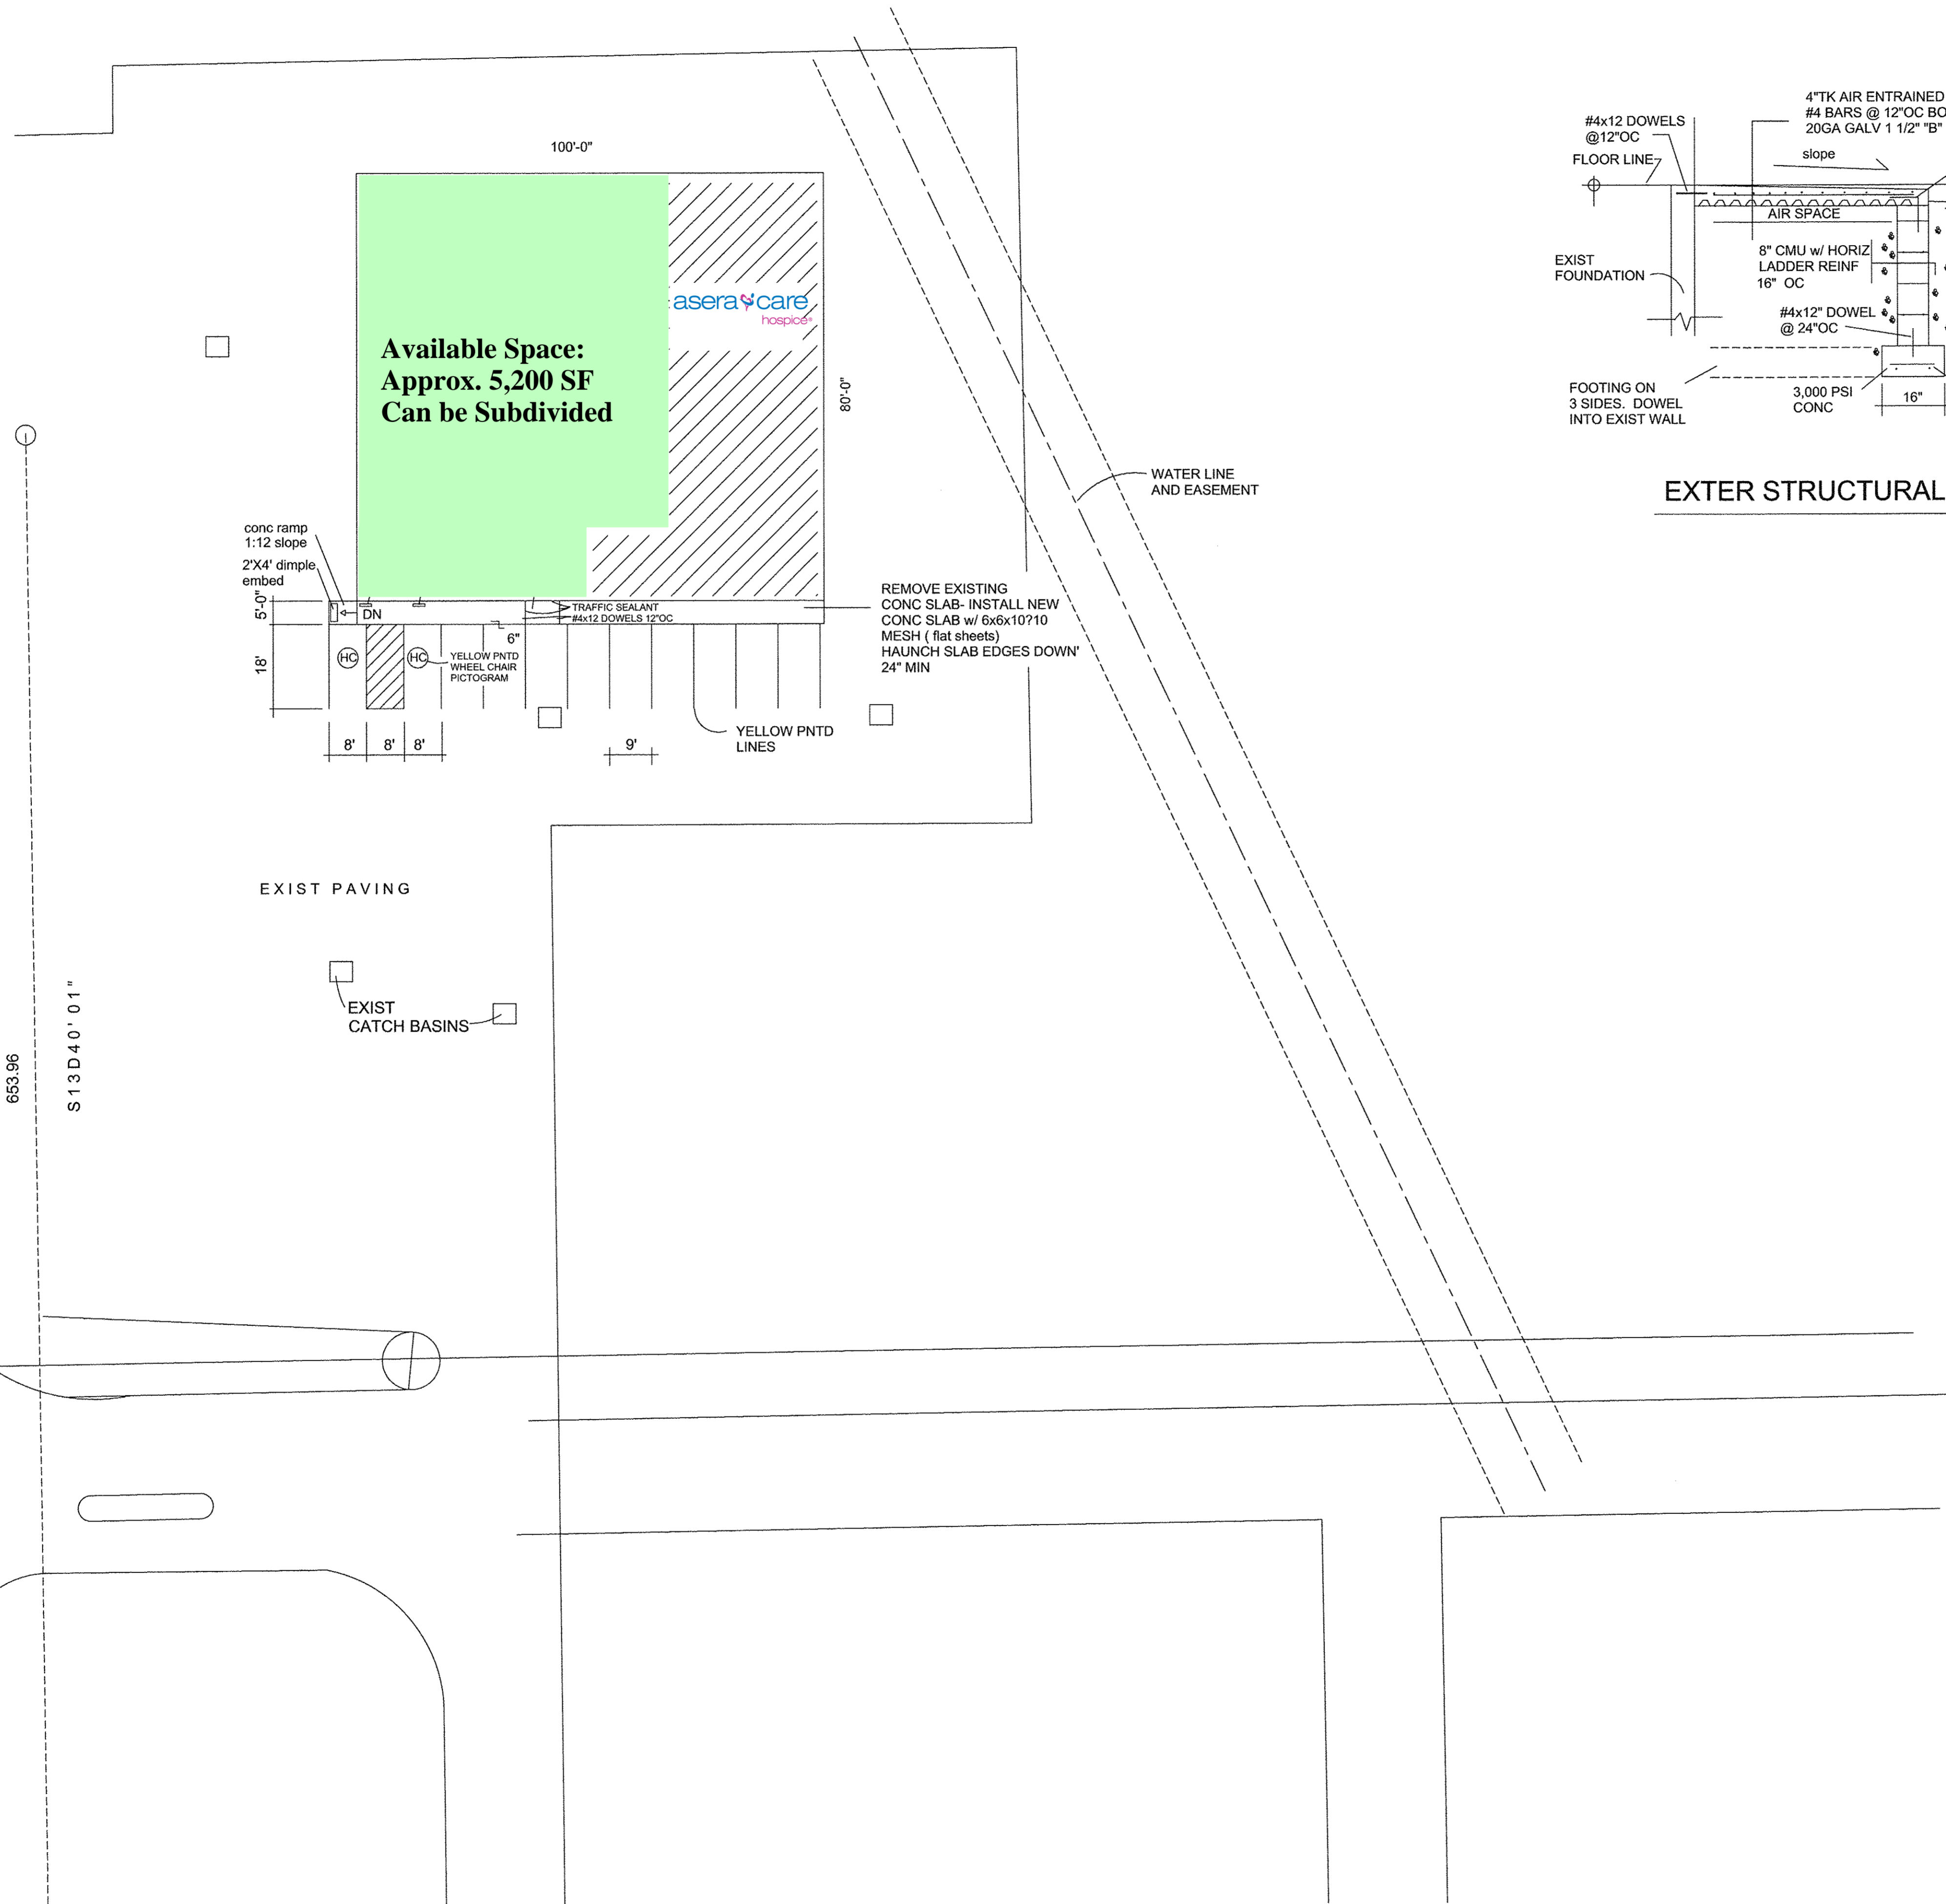 100'-0"
asera care
hospice®
Available Space:
Approx. 5,200 SF
Can be Subdivided
80'-0"
WATER LINE
AND EASEMENT
conc ramp
1:12 slope
2'X4' dimple
embed
5'-0"
DN
TRAFFIC SEALANT
#4x12 DOWELS 12"OC
6"
18'
HC
HC
YELLOW PNTD
WHEEL CHAIR
PICTOGRAM
REMOVE EXISTING
CONC SLAB- INSTALL NEW
CONC SLAB w/ 6x6x10?10
MESH ( flat sheets)
HAUNCH SLAB EDGES DOWN'
24" MIN
YELLOW PNTD
LINES
8'
8'
8'
9'
EXIST PAVING
EXIST
CATCH BASINS
653.96
S13D40'01"
4"TK AIR ENTRAINED
#4 BARS @ 12"OC BO
20GA GALV 1 1/2" "B"
#4x12 DOWELS
@12"OC
FLOOR LINE
slope
AIR SPACE
EXIST
FOUNDATION
8" CMU w/ HORIZ
LADDER REINF
16" OC
#4x12" DOWEL
@ 24"OC
FOOTING ON
3 SIDES. DOWEL
INTO EXIST WALL
3,000 PSI
CONC
16"
EXTER STRUCTURAL